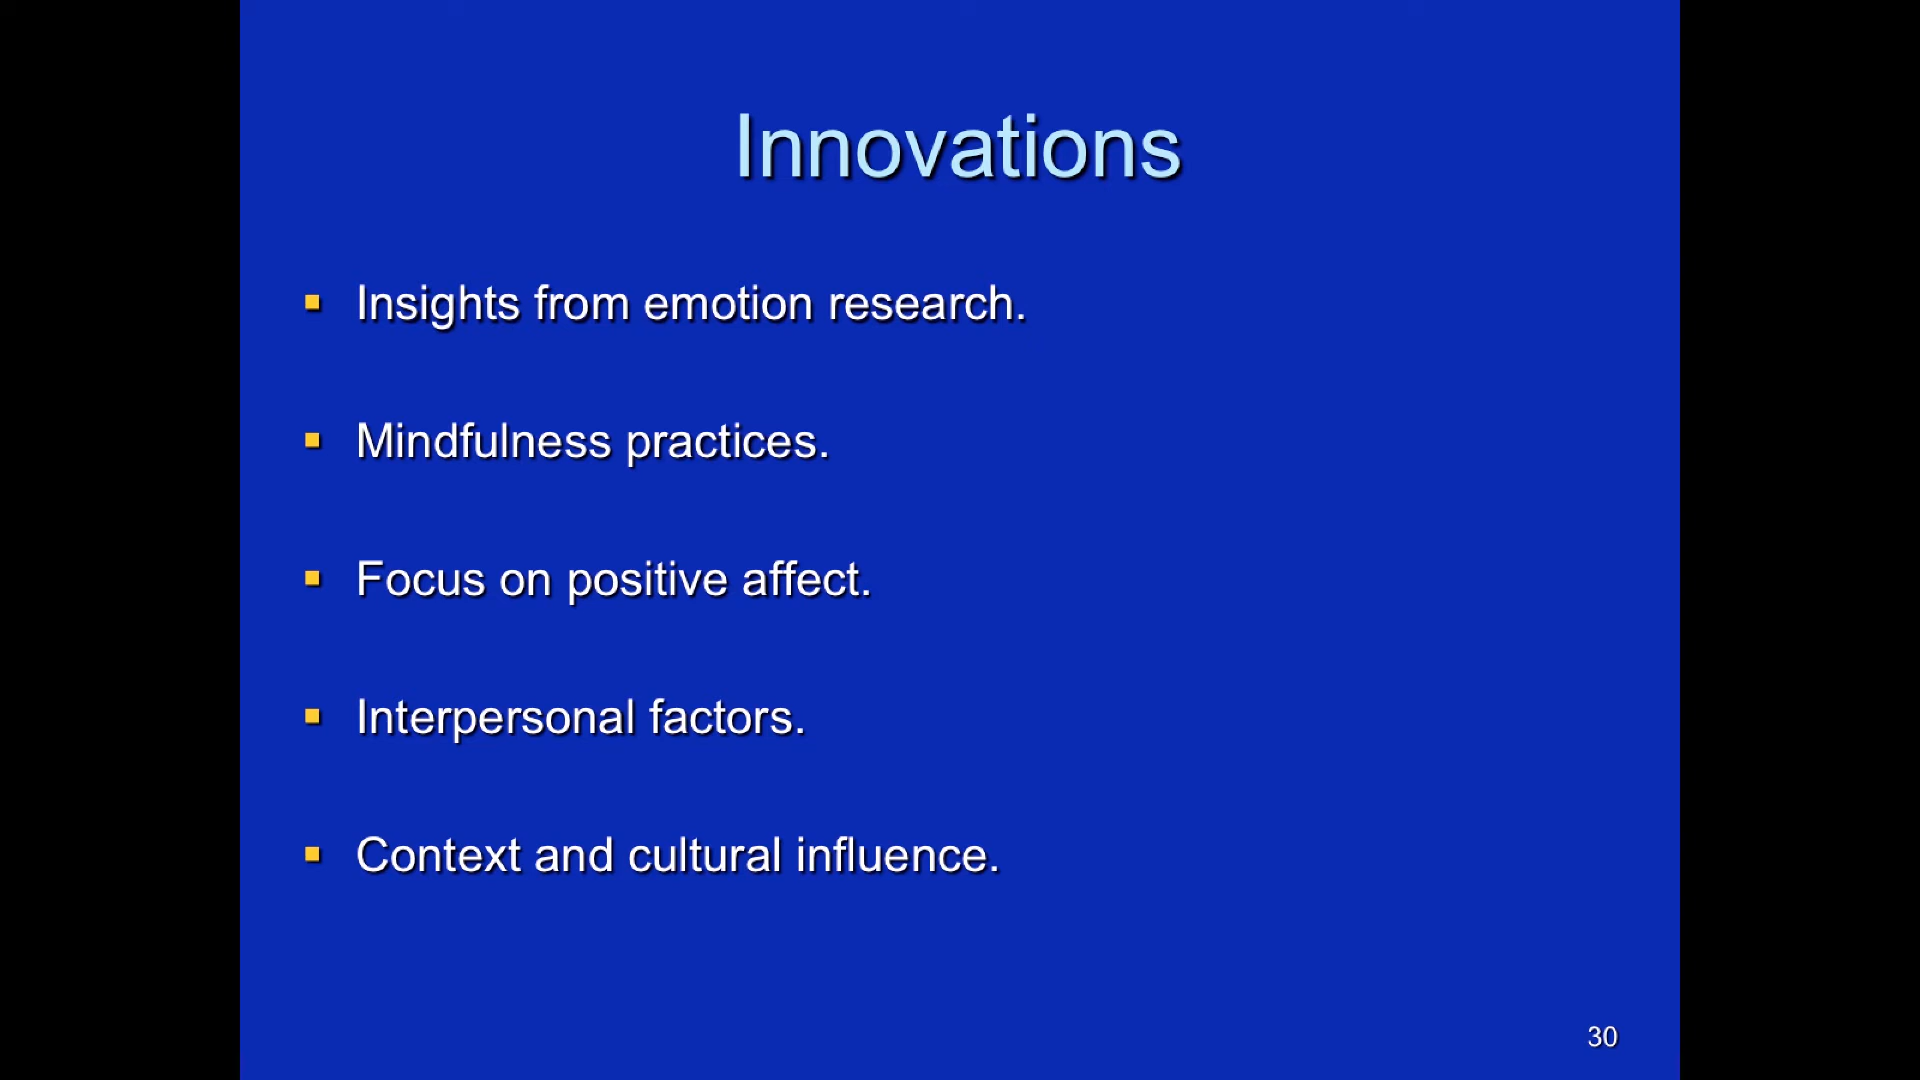 Innovations
Insights from emotion research.
Mindfulness practices.
Focus on positive affect.
Interpersonal factors.
Context and cultural influence.
30